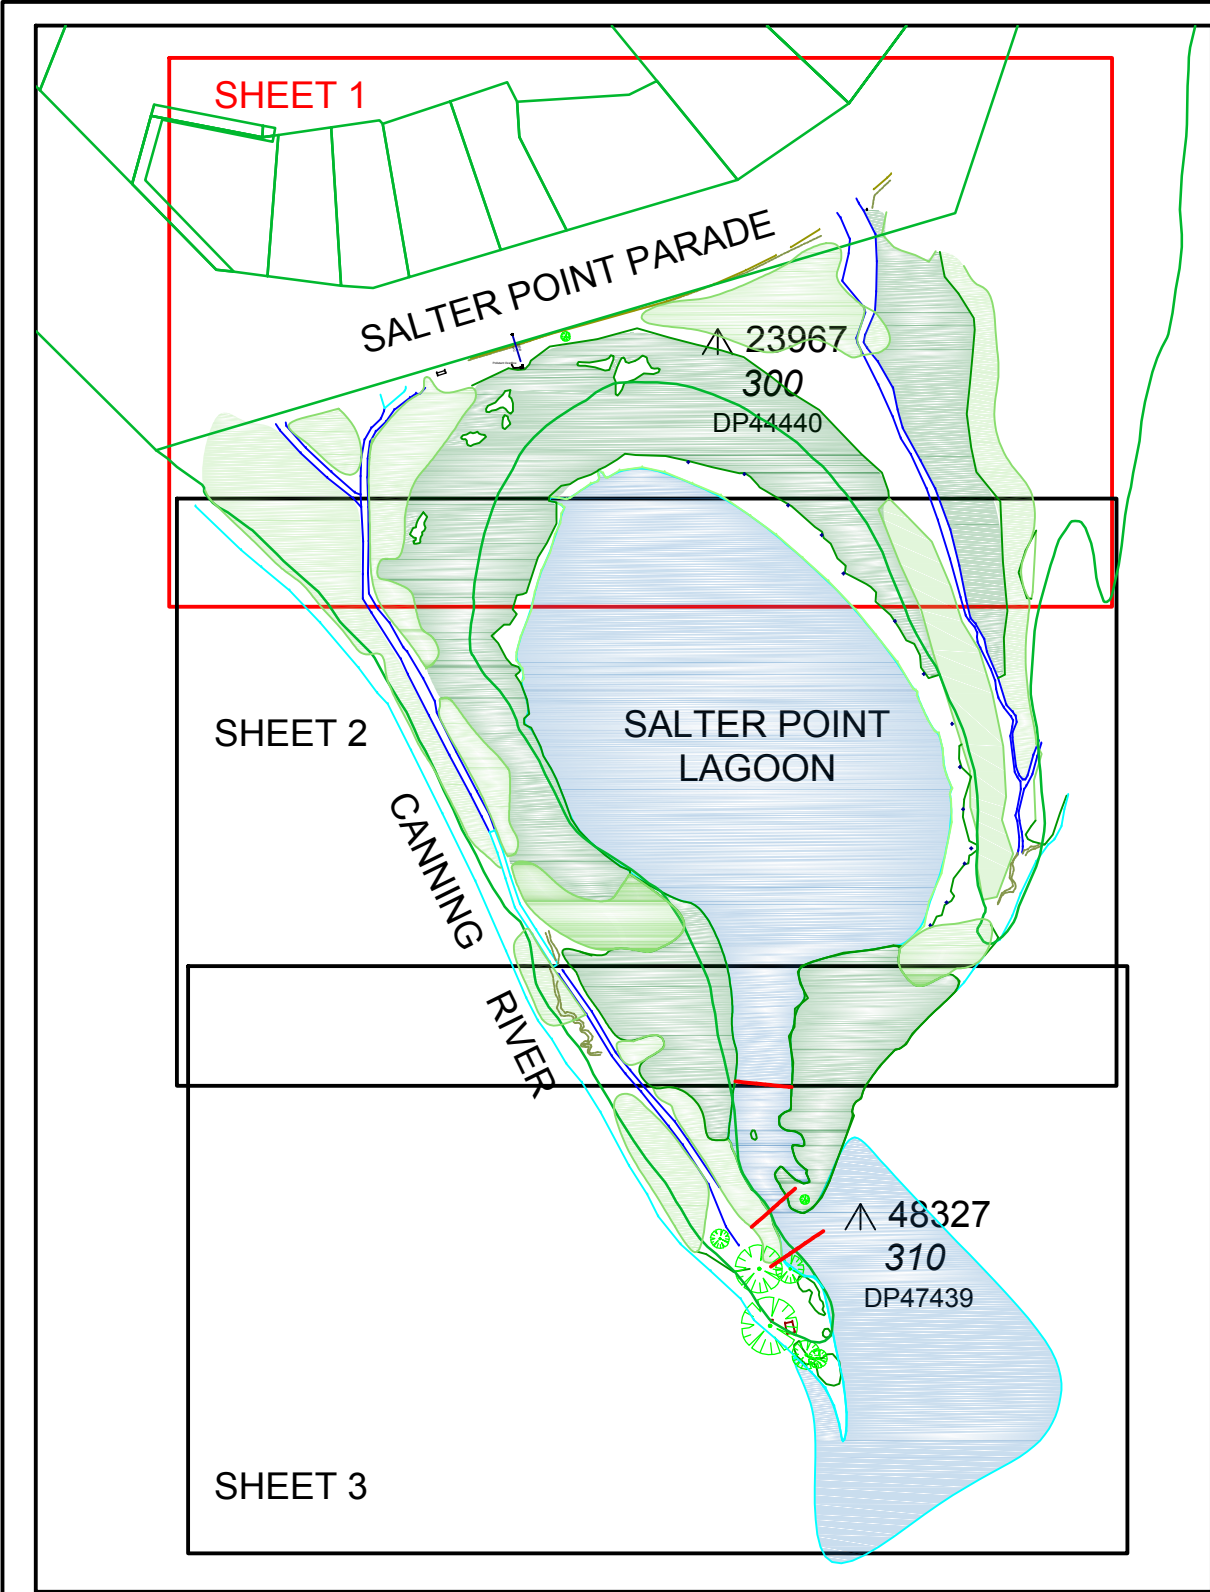 SHEET 1
SALTER POINT PARADE
23967
300
DP44440
SHEET 2
SALTER POINT
LAGOON
CANNING
RIVER
48327
310
DP47439
SHEET 3